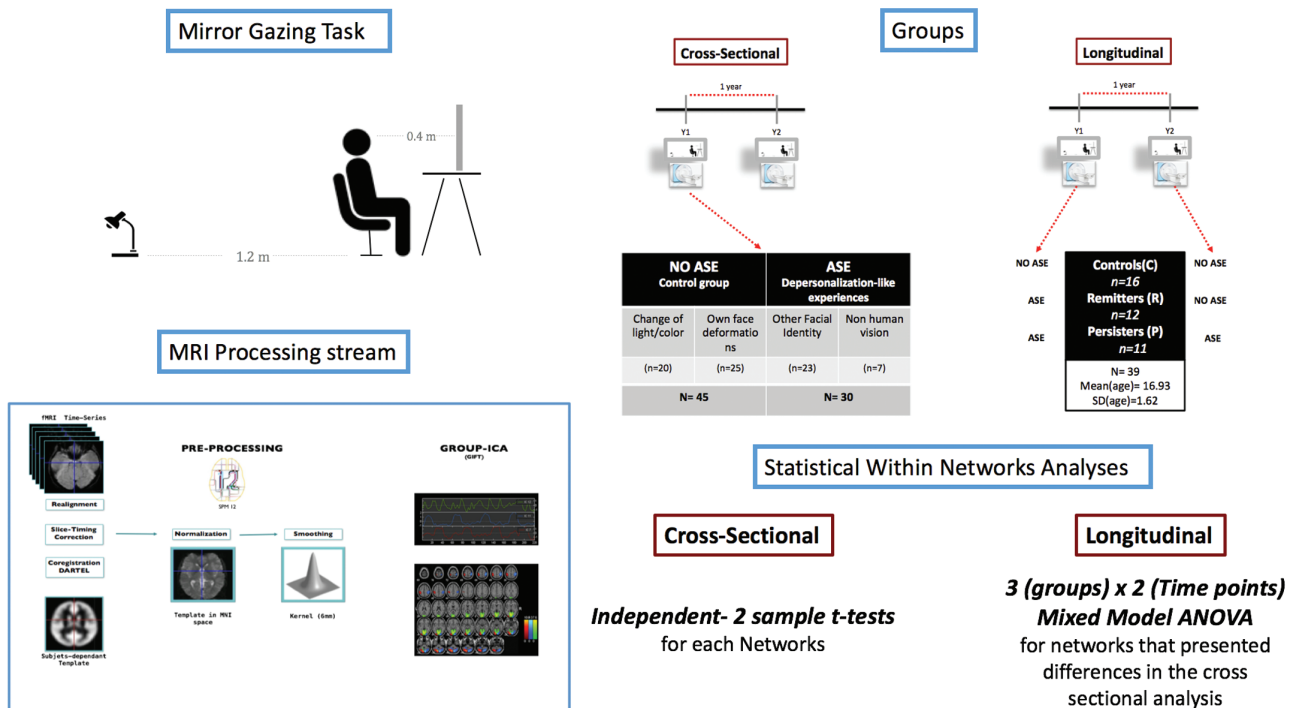 Mirror Gazing Task
0.4 m
1.2 m
MRI Processing stream
fMRI Time-Series
Realignment
Slice-Timing
Correction
Coregistration
DARTEL
Subjets-dependant
Template
PRE-PROCESSING
SPM 12
Normalization
Template in MNI
space
Smoothing
Kernel (6mm)
GROUP-ICA
(GIFT)
Groups
Cross-Sectional
1 year
Y1
Y2
NO ASE
Control group
ASE
Depersonalization-like
experiences
Change of
light/color
Own face
deformatio
ns
Other Facial
Identity
Non human
vision
(n=20)
(n=25)
(n=23)
(n=7)
N= 45
N= 30
Longitudinal
1 year
Y1
Y2
NO ASE
ASE
ASE
Controls(C)
n=16
Remitters (R)
n=12
Persisters (P)
n=11
N= 39
Mean(age)= 16.93
SD(age)=1.62
NO ASE
NO ASE
ASE
Statistical Within Networks Analyses
Cross-Sectional
Independent- 2 sample t-tests
for each Networks
Longitudinal
3 (groups) x 2 (Time points)
Mixed Model ANOVA
for networks that presented
differences in the cross
sectional analysis